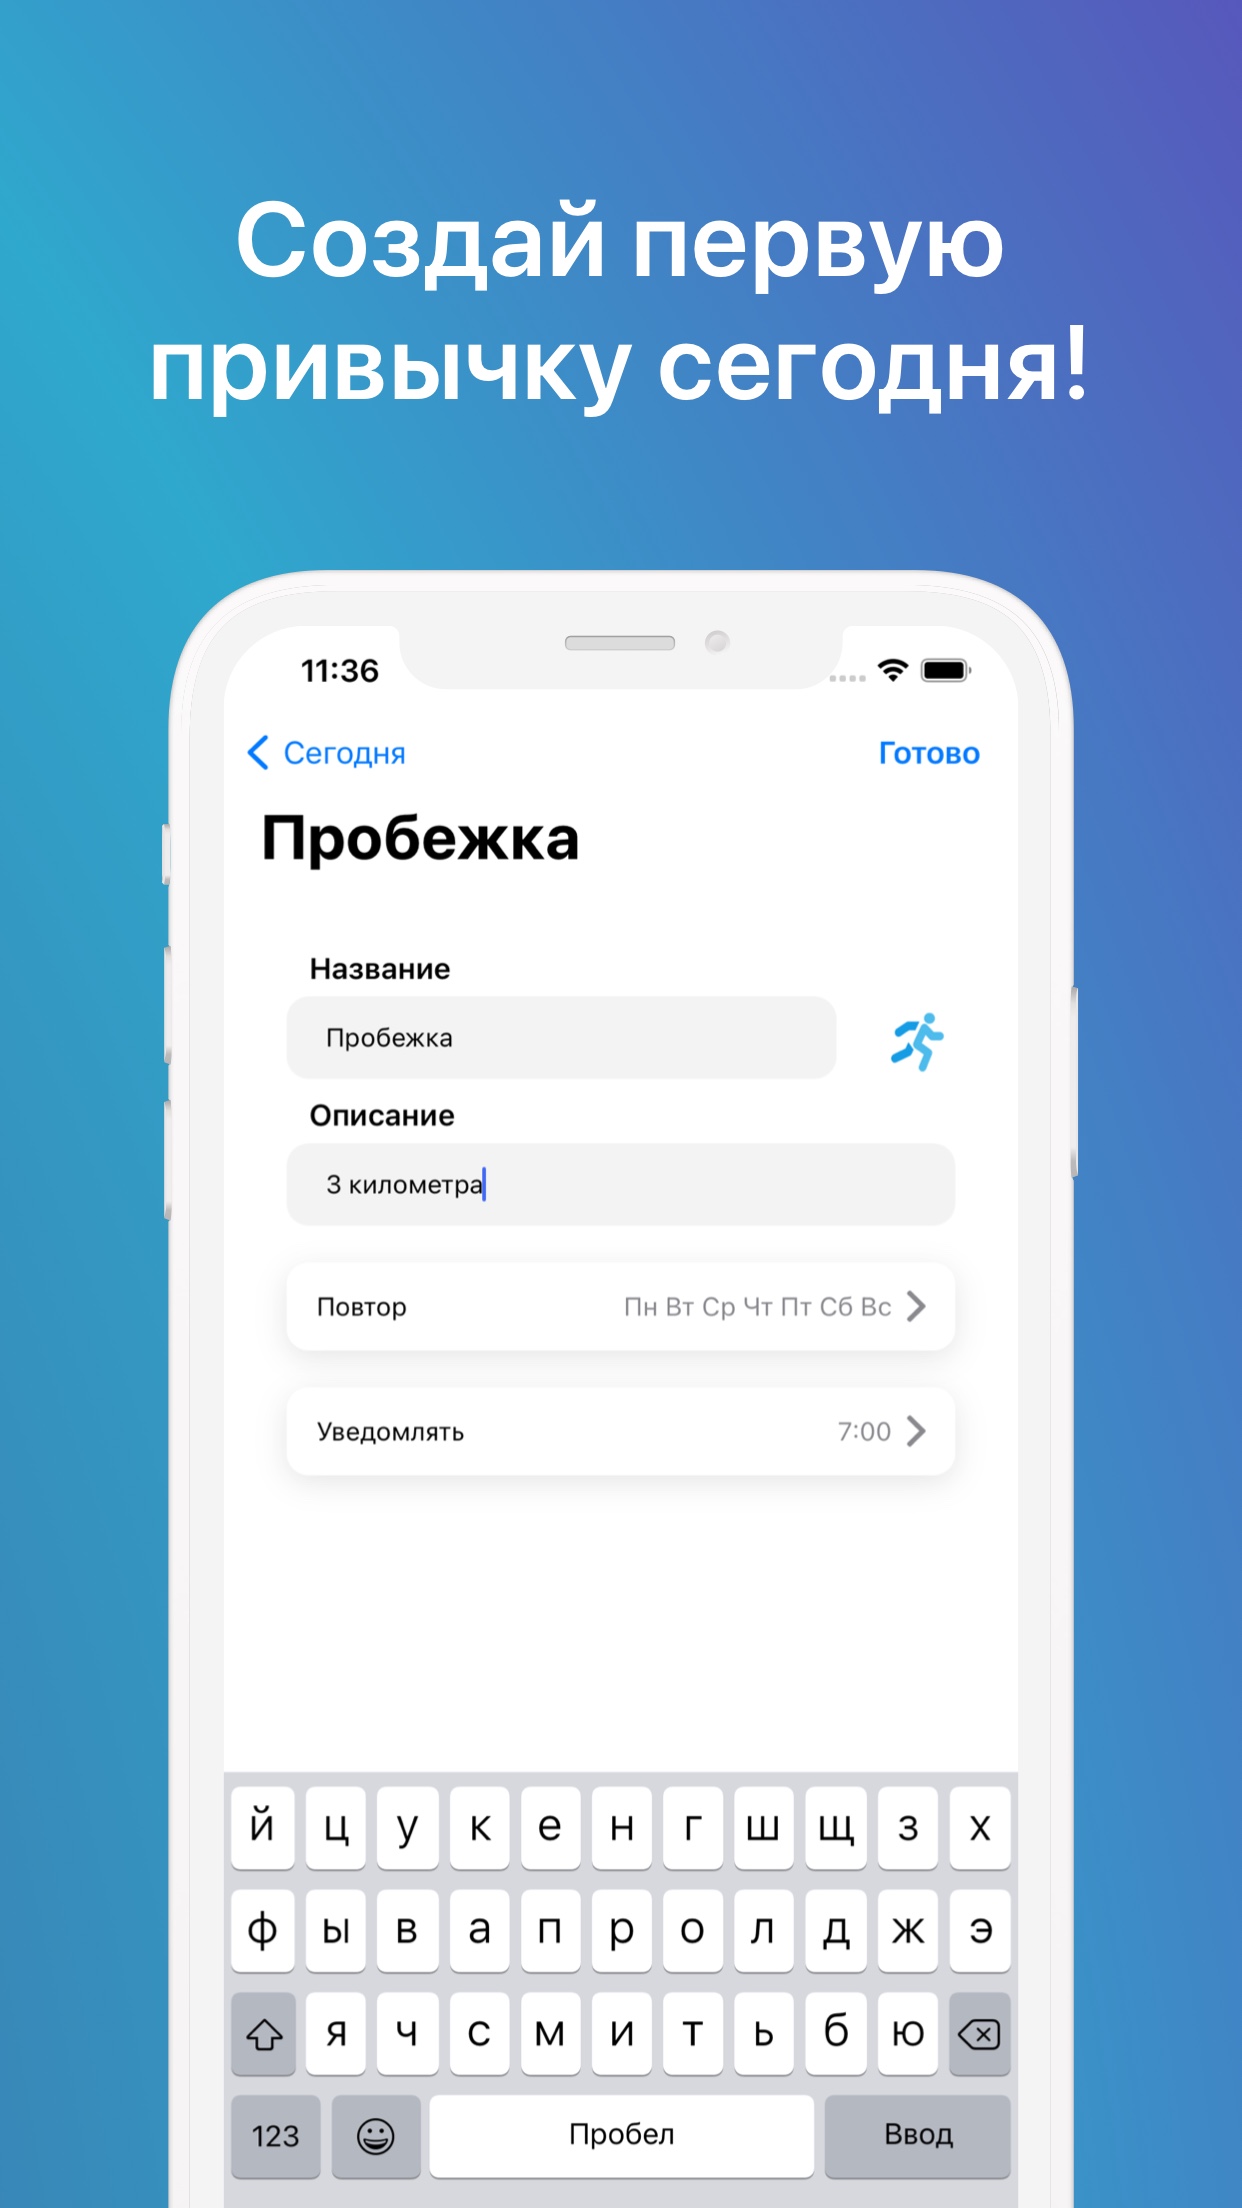 Создай первую
привычку сегодня!
11:36
Сегодня
Готово
Пробежка
Название
Пробежка
Описание
3 километра
Повтор Пн Вт Ср Чт Пт Сб Вс
Уведомлять 7:00
й ц у к е н г ш щ з х
ф ы в а п р о л д ж э
я ч с м и т ь б ю
123 Пробел Ввод